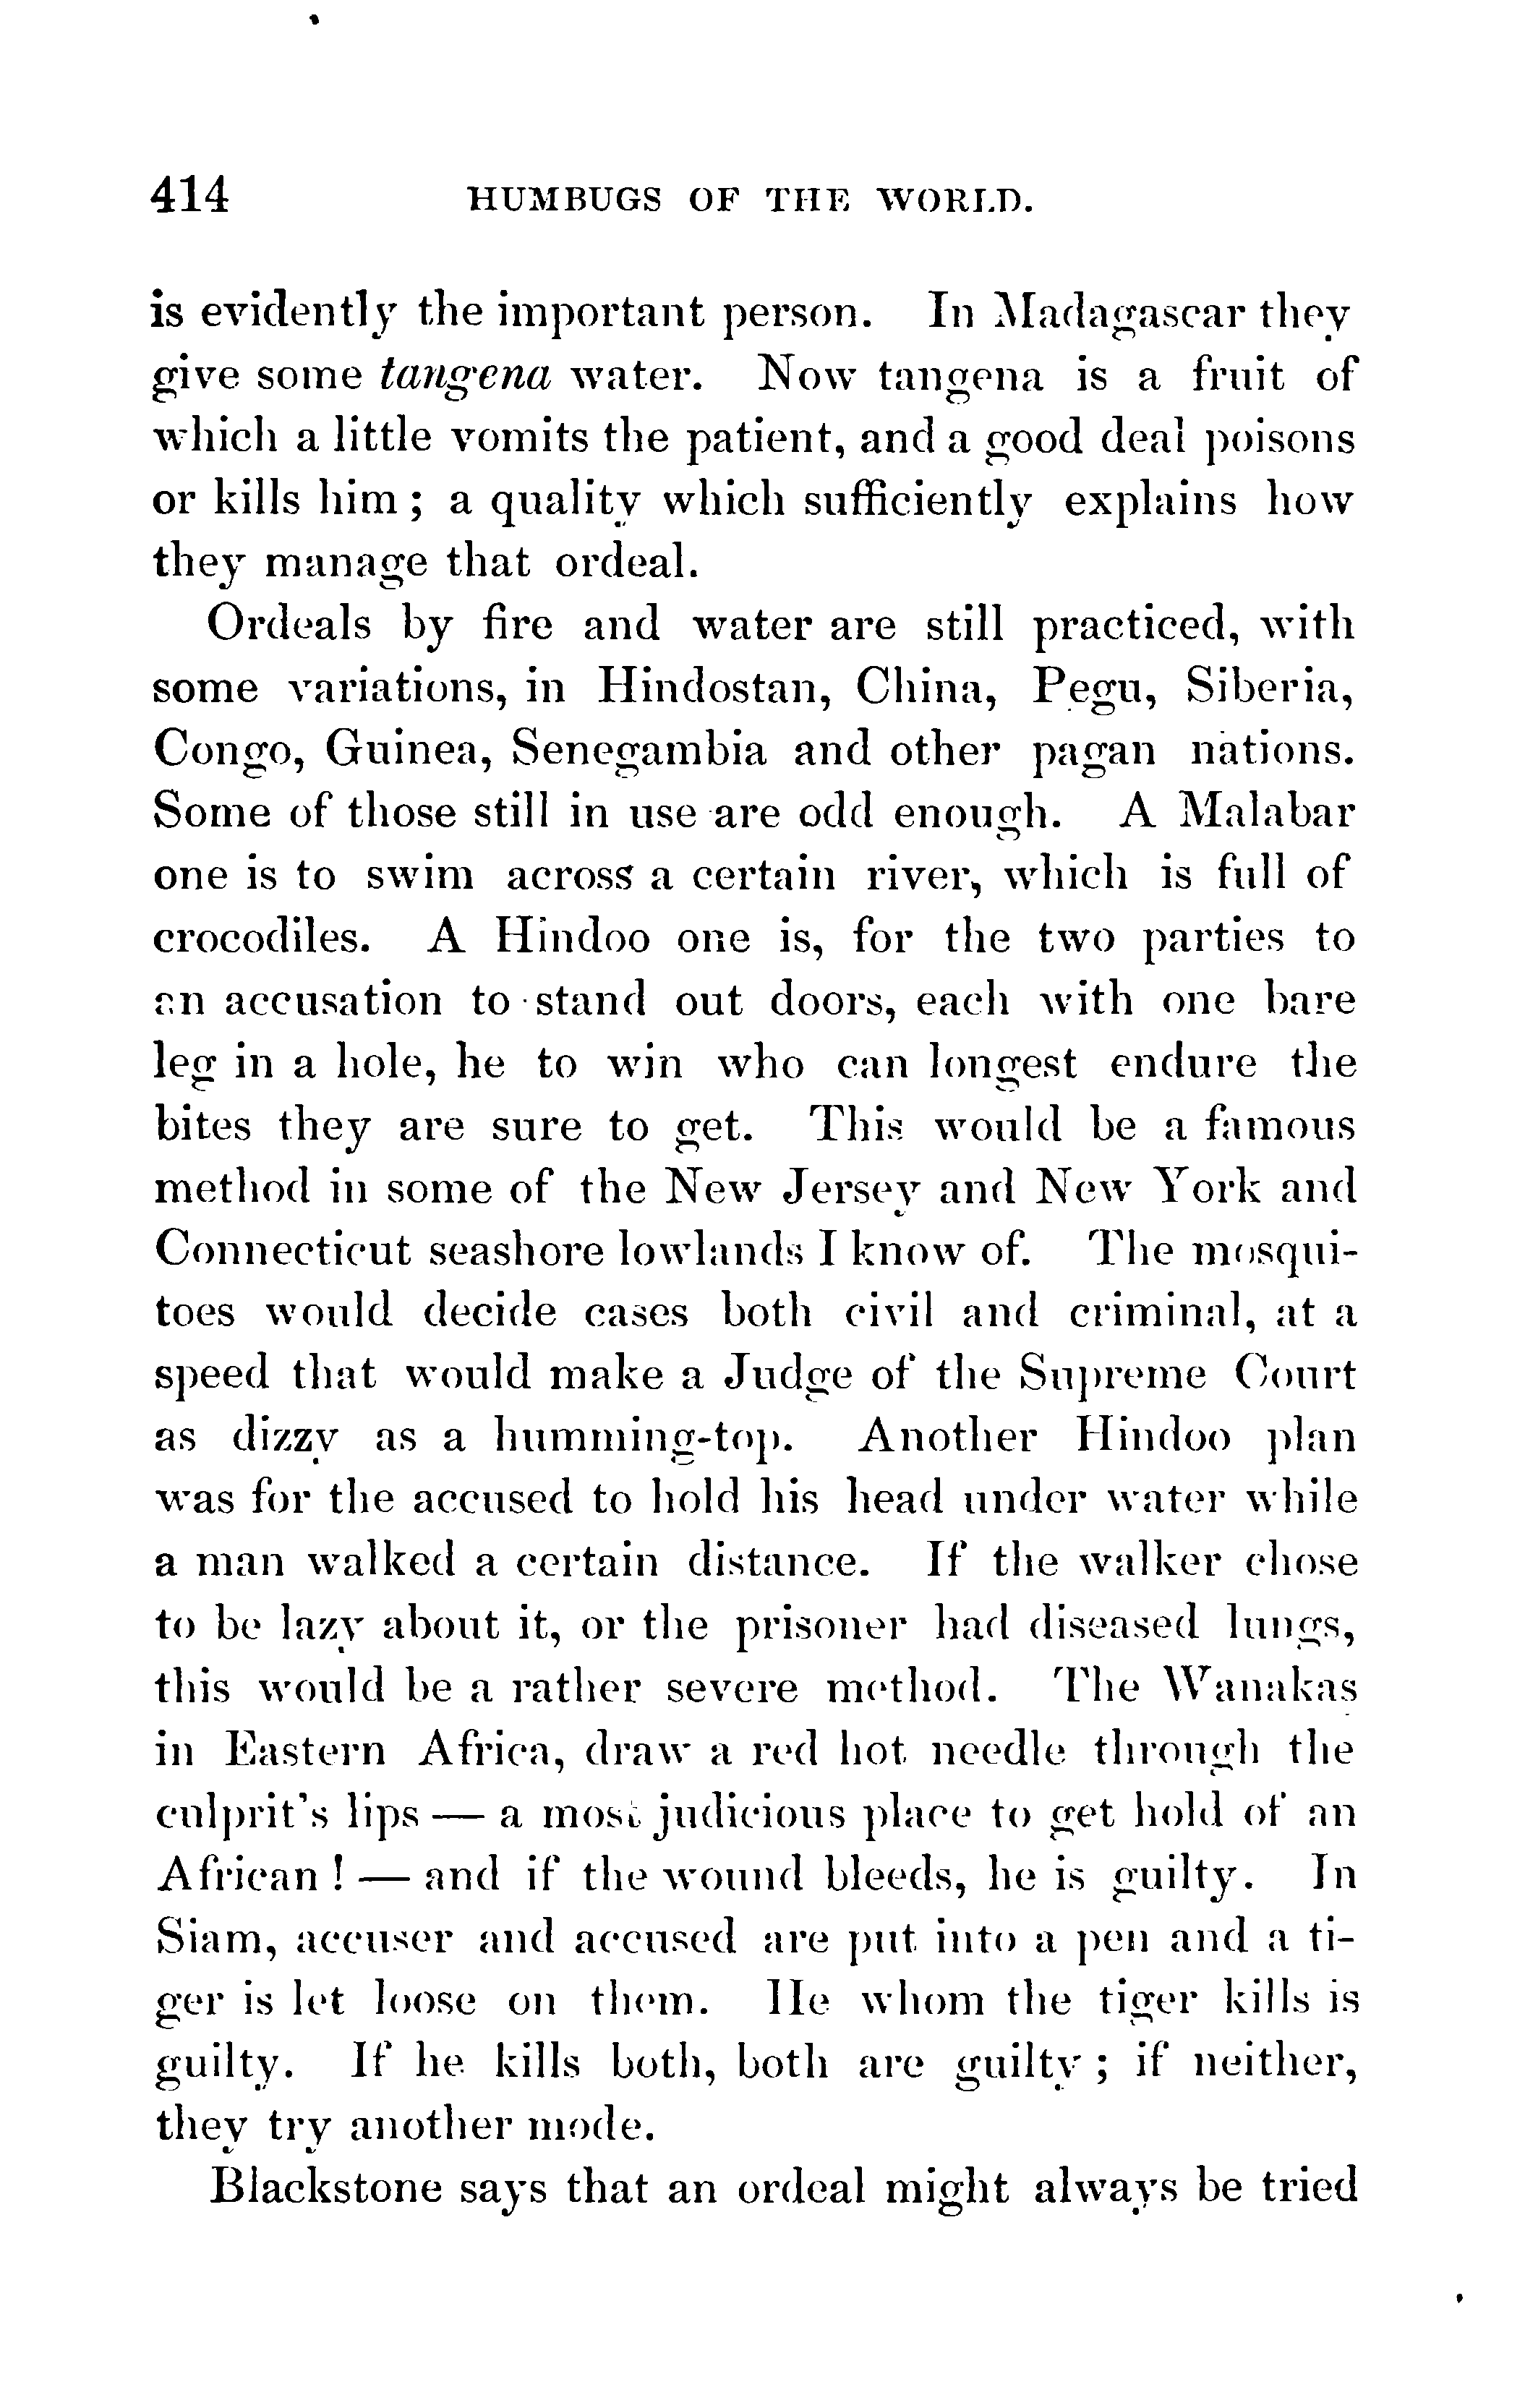 414 HUMBUGS OF THE WORLD.
is evidently the important person. In Madagascar they
give some tangena water. Now tangena is a fruit of
which a little vomits the patient, and a good deal poisons
or kills him ; a quality which sufficiently explains how
they manage that ordeal.
Ordeals by fire and water are still practiced, with
some variations, in Hindostan, China, Pegu, Siberia,
Congo, Guinea, Senegambia and other pagan nations.
Some of those still in use are odd enough. A Malabar
one is to swim across a certain river, which is full of
crocodiles. A Hindoo one is, for the two parties to
an accusation to stand out doors, each with one bare
leg in a hole, he to win who can longest endure the
bites they are sure to get. This would be a famous
method in some of the New Jersey and New York and
Connecticut seashore lowlands I know of. The mosqui-
toes would decide cases both civil and criminal, at a
speed that would make a Judge of the Supreme Court
as dizzy as a humming-top. Another Hindoo plan
was for the accused to hold his head under water while
a man walked a certain distance. If the walker chose
to be lazy about it, or the prisoner had diseased lungs,
this would be a rather severe method. The Wanakas
in Eastern Africa, draw a red hot needle through the
culprit's lips — a most judicious place to get hold of an
African ! — and if the wound bleeds, he is guilty. In
Siam, accuser and accused are put into a pen and a ti-
ger is let loose on them. He whom the tiger kills is
guilty. If he kills both, both are guilty ; if neither,
they try another mode.
Blackstone says that an ordeal might always be tried